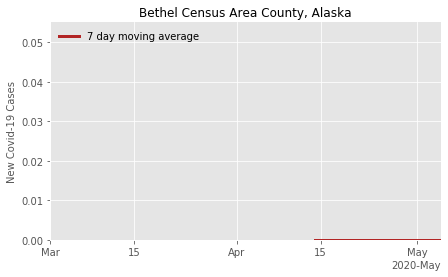 Bethel Census Area County, Alaska
7 day moving average
New Covid-19 Cases
0.05
0.04
0.03
0.02
0.01
0.00
Mar 15 Apr 15 May
2020-May